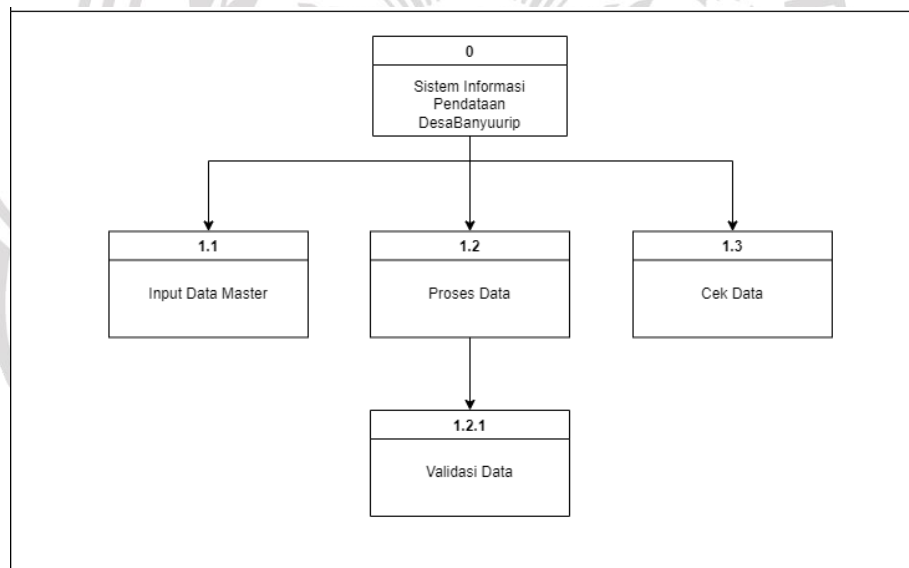 0
Sistem Informasi
Pendataan
DesaBanyuurip
1.1
1.2
1.3
Input Data Master
Proses Data
Cek Data
1.2.1
Validasi Data